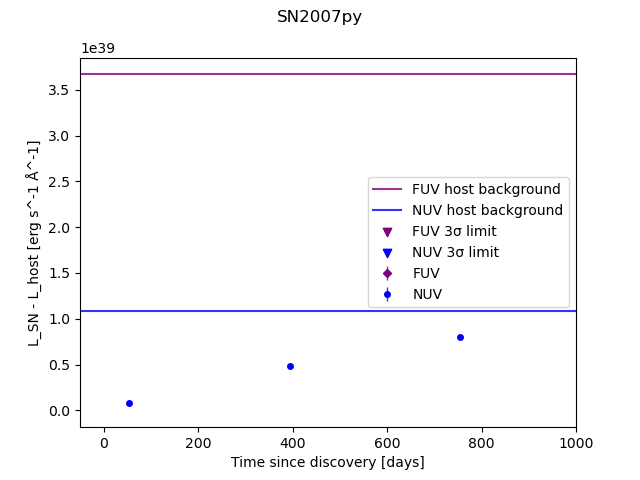 SN2007py
1e39
L_SN - L_host [erg s^-1 Å^-1]
3.5
3.0
2.5
2.0
1.5
1.0
0.5
0.0
FUV host background
NUV host background
FUV 3σ limit
NUV 3σ limit
FUV
NUV
0 200 400 600 800 1000
Time since discovery [days]